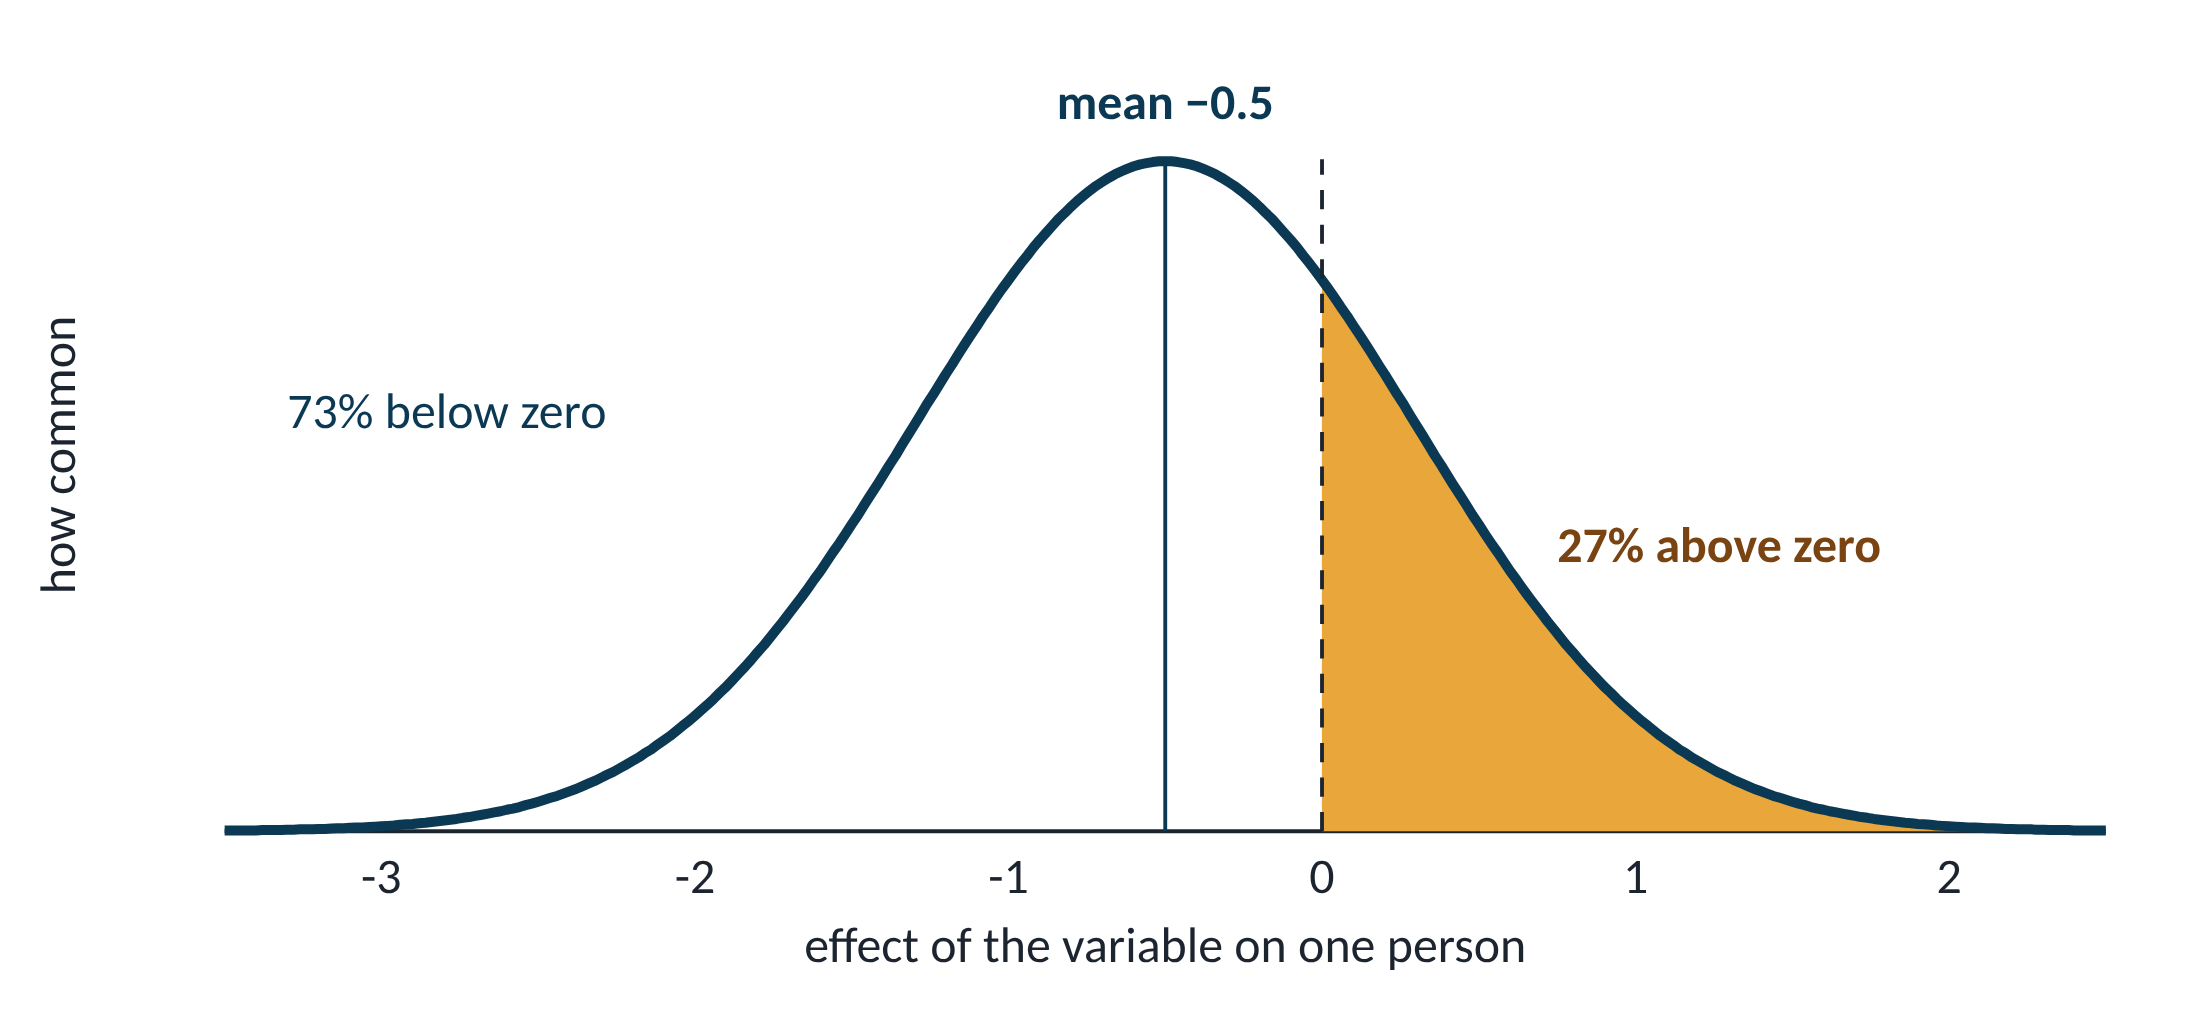 mean −0.5
how common
73% below zero
27% above zero
-3 -2 -1 0 1 2
effect of the variable on one person